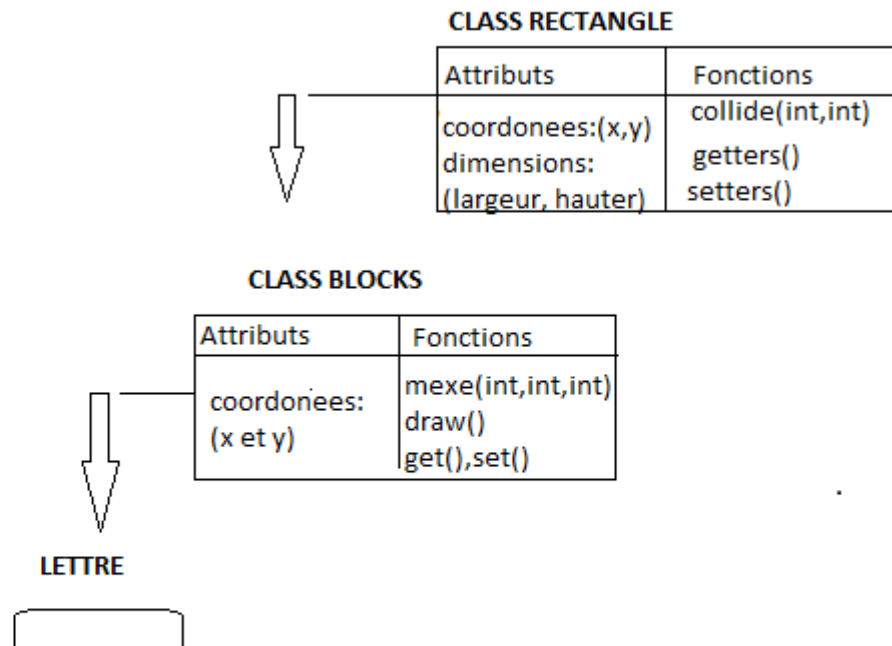 CLASS RECTANGLE
Attributs
Fonctions
coordonees:(x,y)
dimensions:
(largeur, hauter)
collide(int,int)
getters()
setters()
CLASS BLOCKS
Attributs
Fonctions
coordonees:
(x et y)
mexe(int,int,int)
draw()
get(),set()
LETTRE